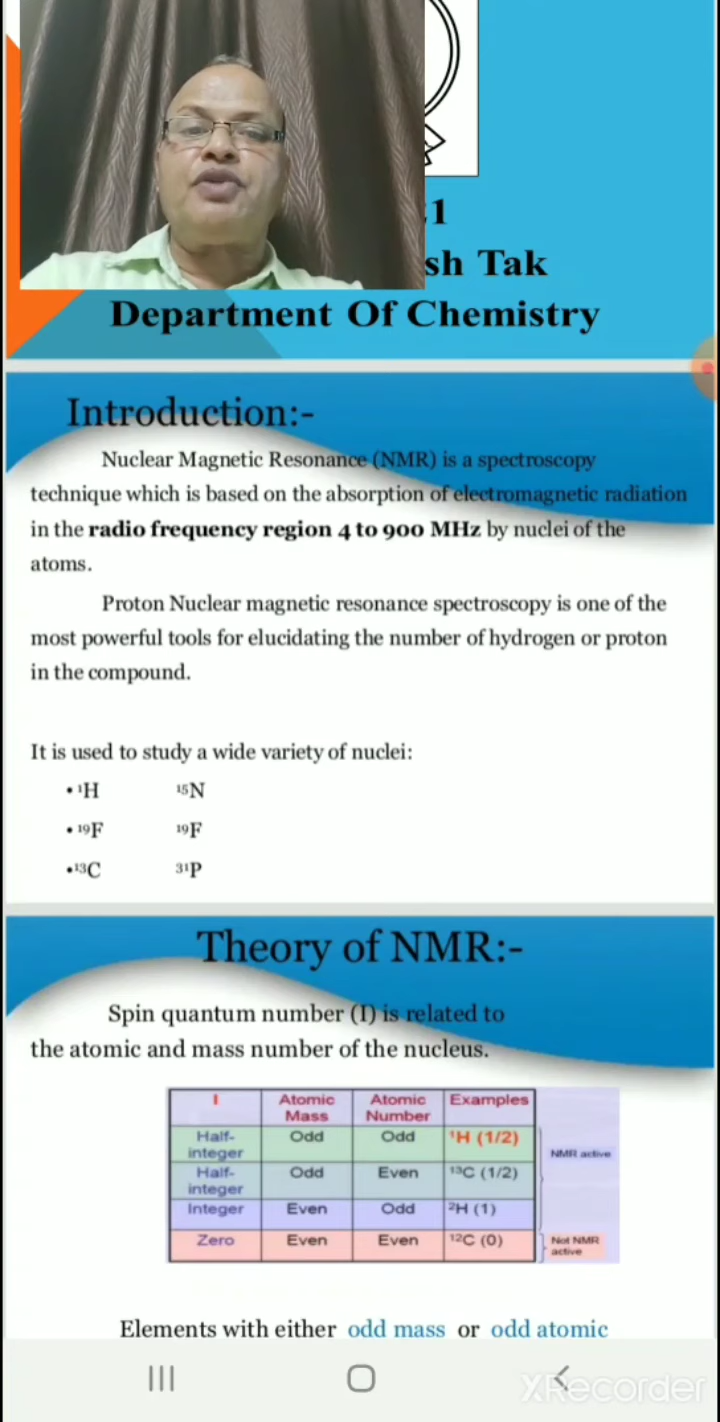 1
sh Tak
Department Of Chemistry
Introduction:-
Nuclear Magnetic Resonance (NMR) is a spectroscopy
technique which is based on the absorption of electromagnetic radiation
in the radio frequency region 4 to 900 MHz by nuclei of the
atoms.
Proton Nuclear magnetic resonance spectroscopy is one of the
most powerful tools for elucidating the number of hydrogen or proton
in the compound.
It is used to study a wide variety of nuclei:
• ¹H ¹⁵N
• ¹⁹F ¹⁹F
•¹³C ³¹P
Theory of NMR:-
Spin quantum number (I) is related to
the atomic and mass number of the nucleus.
I Atomic Mass Atomic Number Examples
Half-integer Odd Odd ¹H (1/2)
Half-integer Odd Even ¹³C (1/2)
Integer Even Odd ²H (1)
Zero Even Even ¹²C (0)
NMR active
Not NMR active
Elements with either odd mass or odd atomic
XRecorder